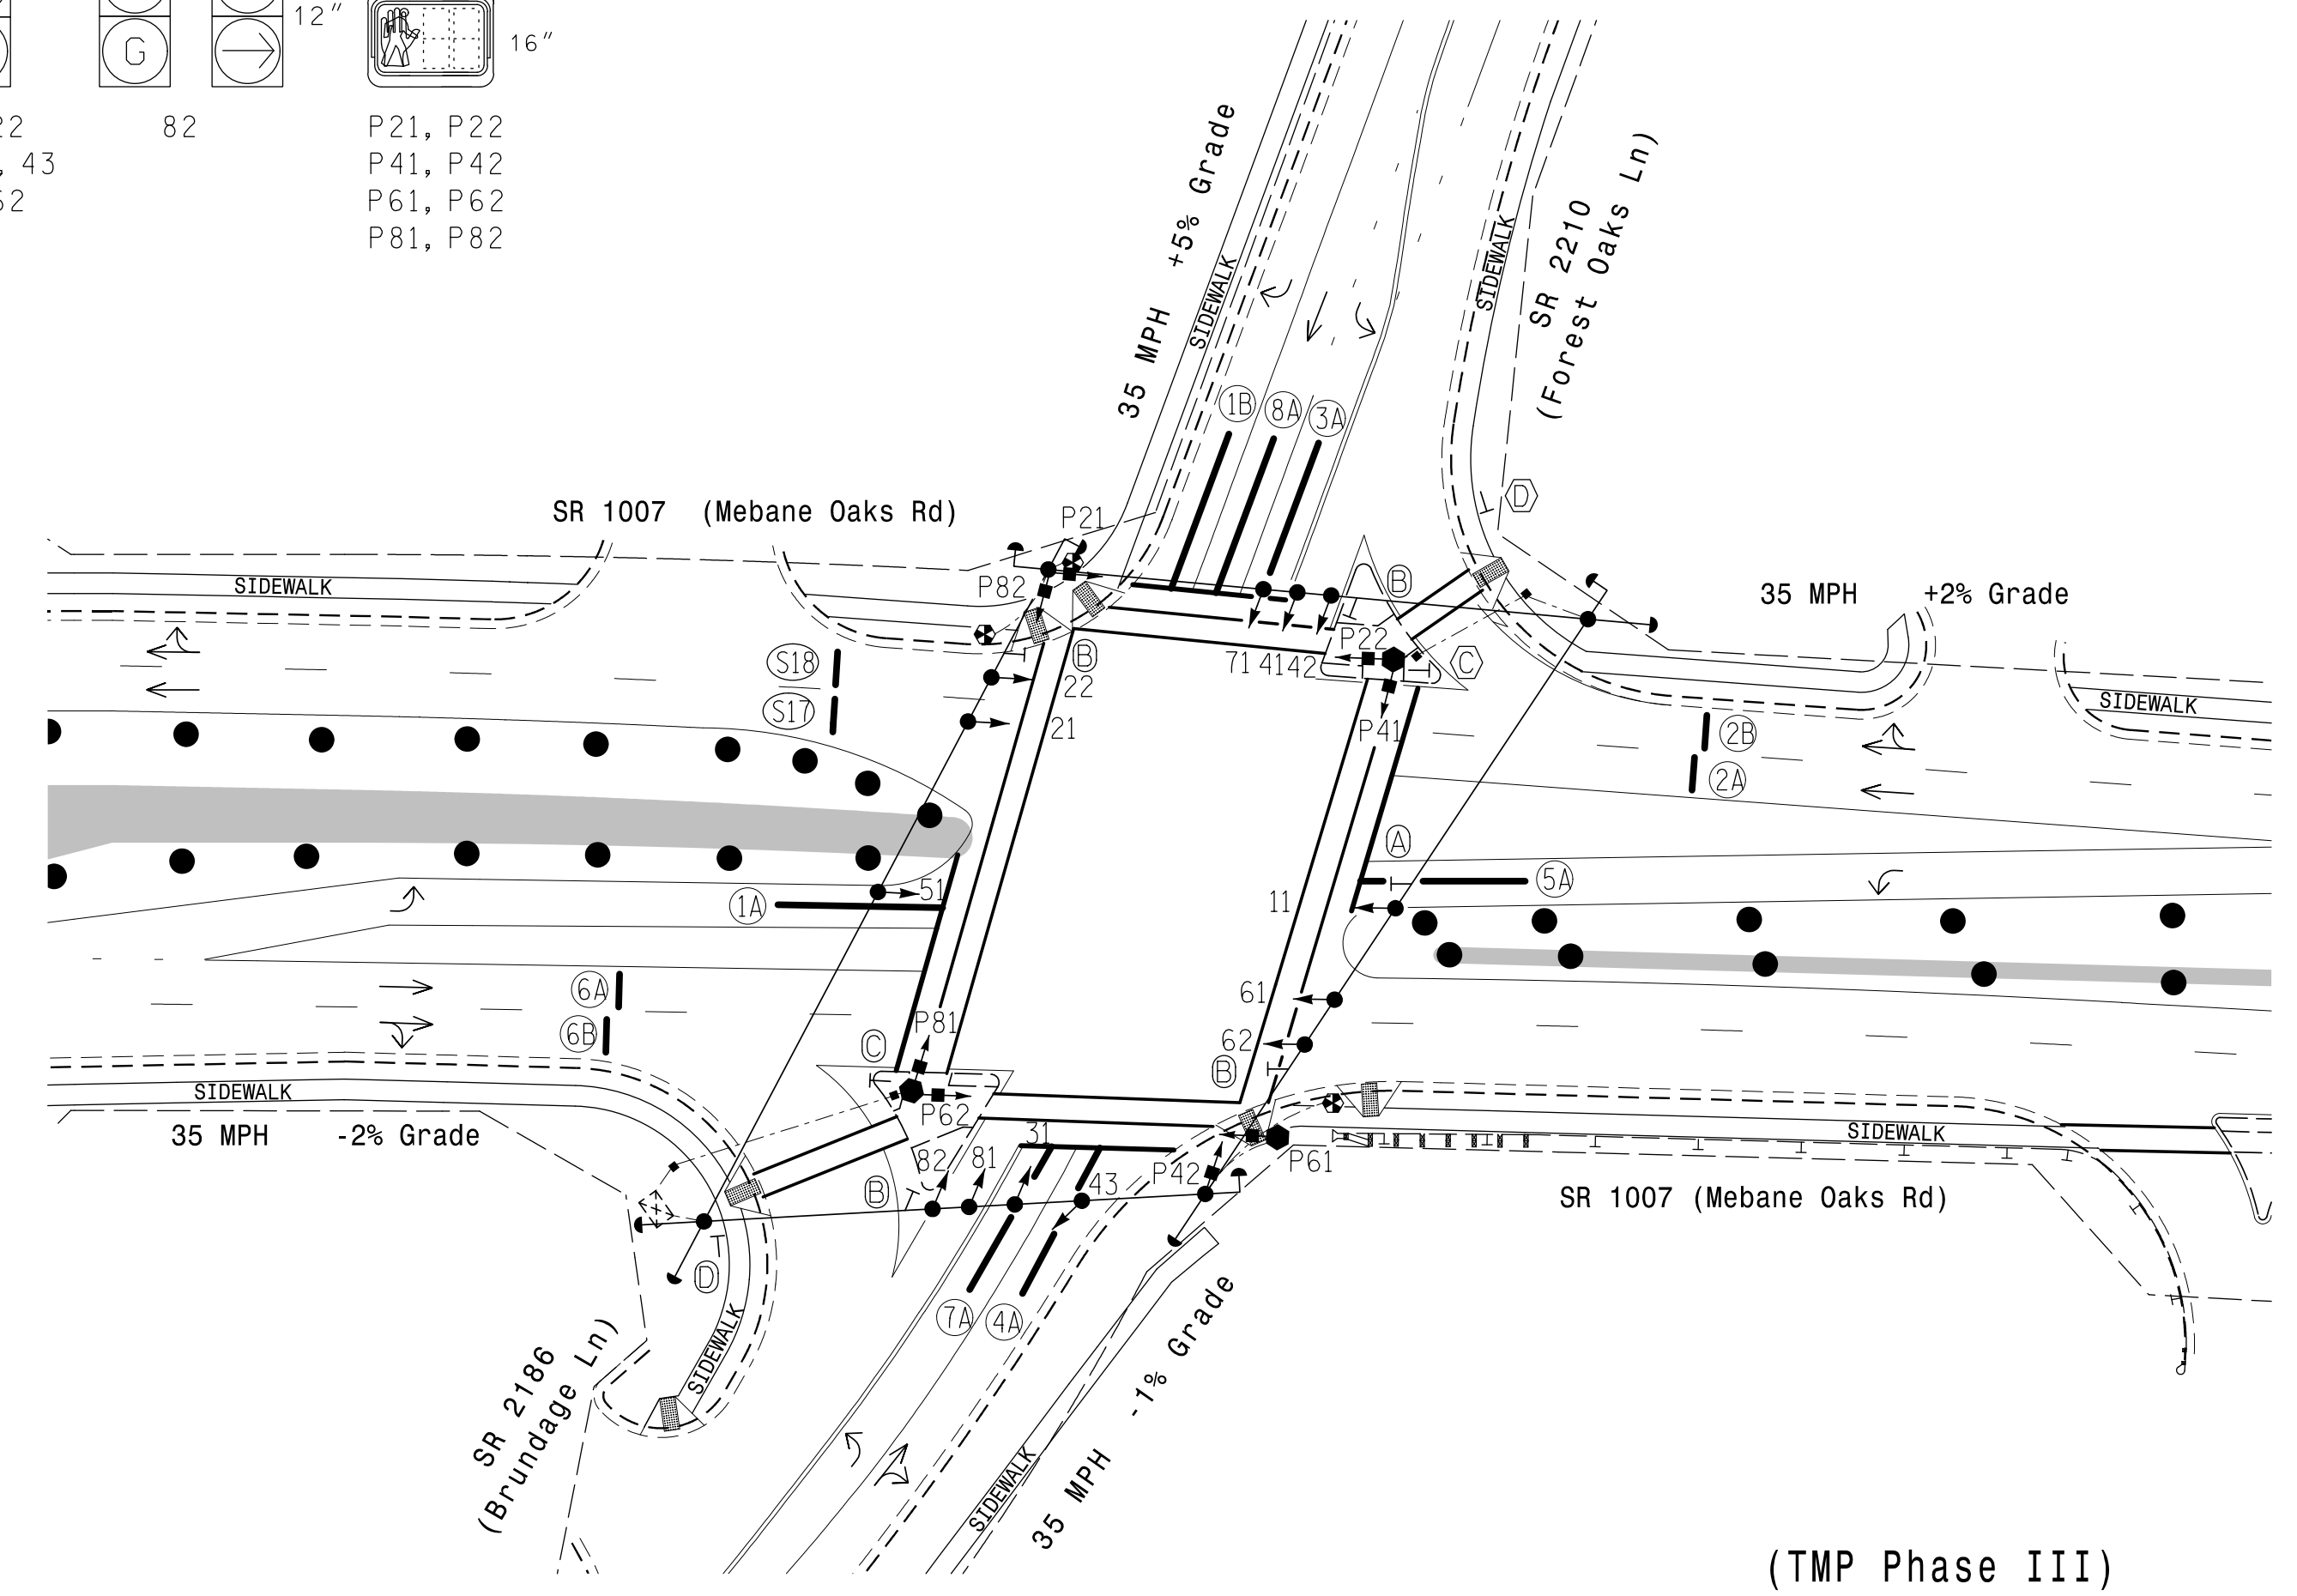 12"
G
16"
22
82
P21, P22
, 43
P41, P42
62
P61, P62
P81, P82
35 MPH +5% Grade
SIDEWALK
SIDEWALK
SR 2210
(Forest Oaks Ln)
1B
8A
3A
SR 1007 (Mebane Oaks Rd)
P21
D
SIDEWALK
P82
B
35 MPH +2% Grade
P22
B
71
41
42
C
S18
22
S17
21
P41
2B
2A
SIDEWALK
A
51
1A
11
5A
6A
61
6B
P81
62
C
B
SIDEWALK
P62
35 MPH -2% Grade
31
SIDEWALK
82
81
P42
P61
B
43
SR 1007 (Mebane Oaks Rd)
D
7A
4A
SIDEWALK
SR 2186
(Brundage Ln)
SIDEWALK
35 MPH -1% Grade
(TMP Phase III)